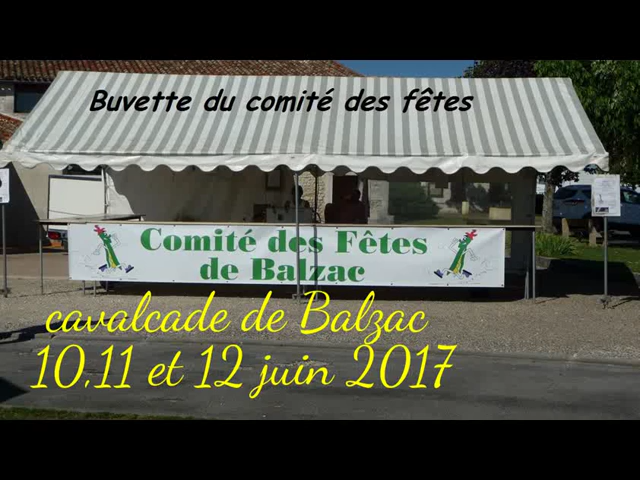 Buvette du comité des fêtes
Comité des Fêtes
de Balzac
cavalcade de Balzac
10,11 et 12 juin 2017